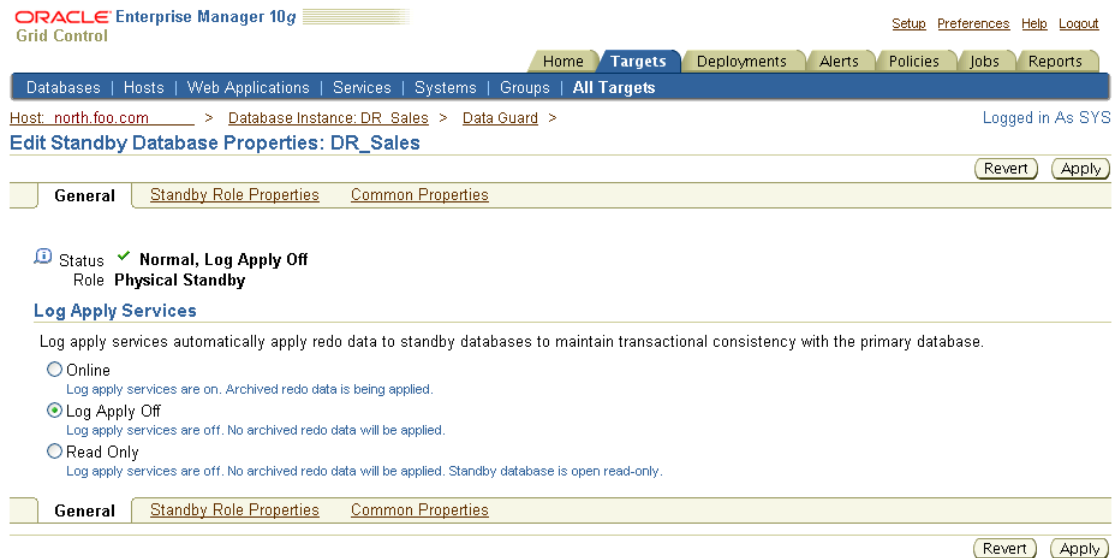 ORACLE Enterprise Manager 10g
Grid Control
Setup Preferences Help Logout
Home Targets Deployments Alerts Policies Jobs Reports
Databases | Hosts | Web Applications | Services | Systems | Groups | All Targets
Host: north.foo.com > Database Instance: DR_Sales > Data Guard >
Logged in As SYS
Edit Standby Database Properties: DR_Sales
Revert Apply
General Standby Role Properties Common Properties
Status Normal, Log Apply Off
Role Physical Standby
Log Apply Services
Log apply services automatically apply redo data to standby databases to maintain transactional consistency with the primary database.
Online
Log apply services are on. Archived redo data is being applied.
Log Apply Off
Log apply services are off. No archived redo data will be applied.
Read Only
Log apply services are off. No archived redo data will be applied. Standby database is open read-only.
General Standby Role Properties Common Properties
Revert Apply